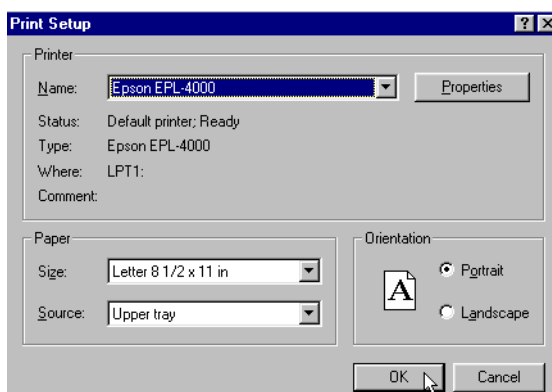 Print Setup
Printer
Name: Epson EPL-4000 Properties
Status: Default printer; Ready
Type: Epson EPL-4000
Where: LPT1:
Comment:
Paper
Size: Letter 8 1/2 x 11 in
Source: Upper tray
Orientation
A
Portrait
Landscape
OK Cancel